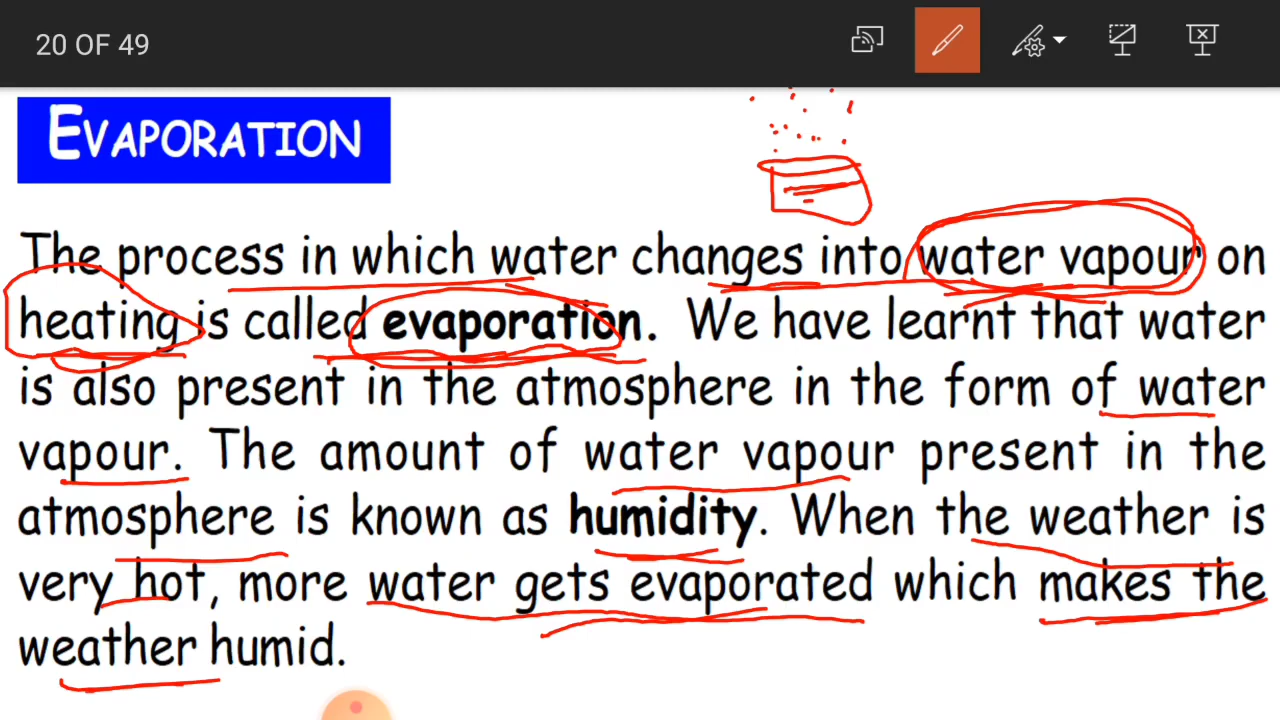 20 OF 49
EVAPORATION
The process in which water changes into water vapour on
heating is called evaporation. We have learnt that water
is also present in the atmosphere in the form of water
vapour. The amount of water vapour present in the
atmosphere is known as humidity. When the weather is
very hot, more water gets evaporated which makes the
weather humid.